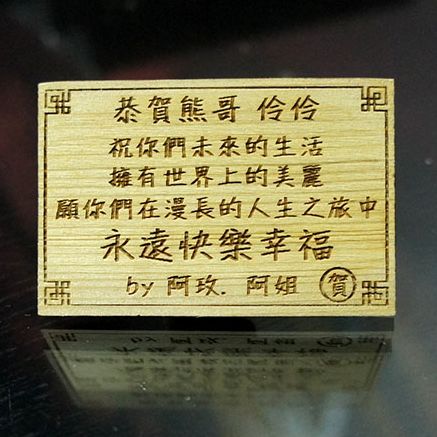 恭賀熊哥 伶伶
祝你們未來的生活
擁有世界上的美麗
願你們在漫長的人生之旅中
永遠快樂幸福
by 阿玫. 阿姐 賀